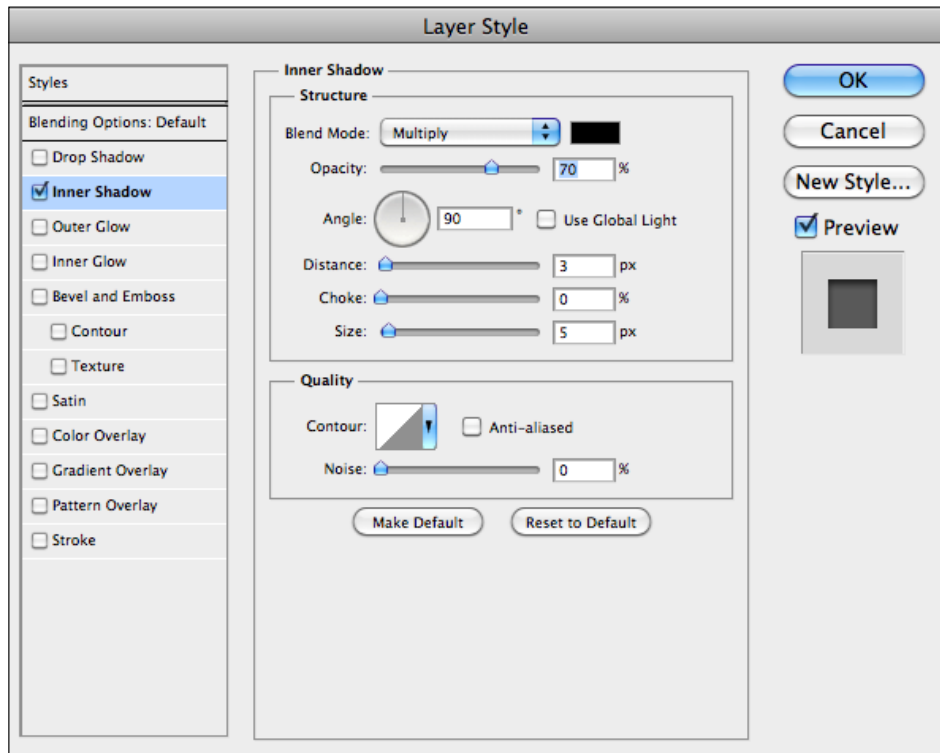 Layer Style
Styles
Blending Options: Default
Drop Shadow
Inner Shadow
Outer Glow
Inner Glow
Bevel and Emboss
Contour
Texture
Satin
Color Overlay
Gradient Overlay
Pattern Overlay
Stroke
Inner Shadow
Structure
Blend Mode: Multiply
Opacity: 70 %
Angle: 90 ° Use Global Light
Distance: 3 px
Choke: 0 %
Size: 5 px
Quality
Contour: Anti-aliased
Noise: 0 %
Make Default Reset to Default
OK
Cancel
New Style...
Preview